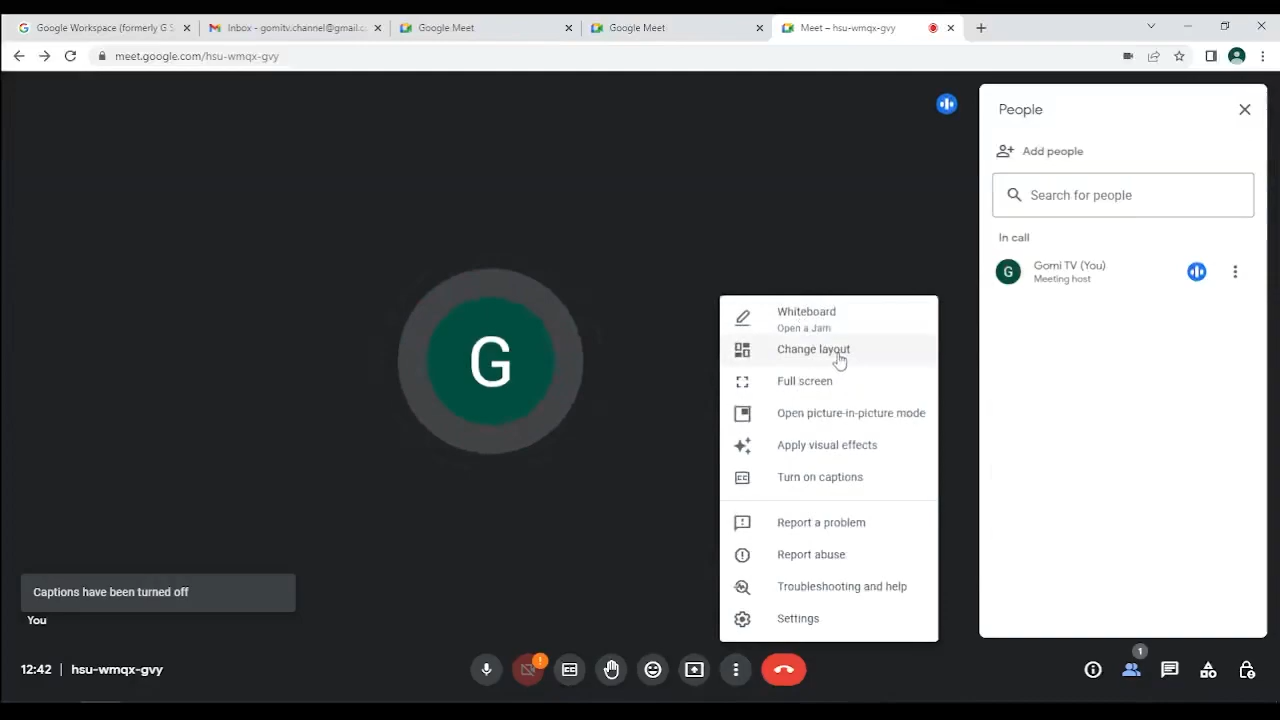 Google Workspace (formerly G S
Inbox - gomitv.channel@gmail.c
Google Meet
Google Meet
Meet – hsu-wmqx-gvy
meet.google.com/hsu-wmqx-gvy
People
Add people
Search for people
In call
G
Gomi TV (You)
Meeting host
G
Whiteboard
Open a Jam
Change layout
Full screen
Open picture-in-picture mode
Apply visual effects
CC
Turn on captions
Report a problem
Report abuse
Troubleshooting and help
Settings
Captions have been turned off
You
12:42 | hsu-wmqx-gvy
1